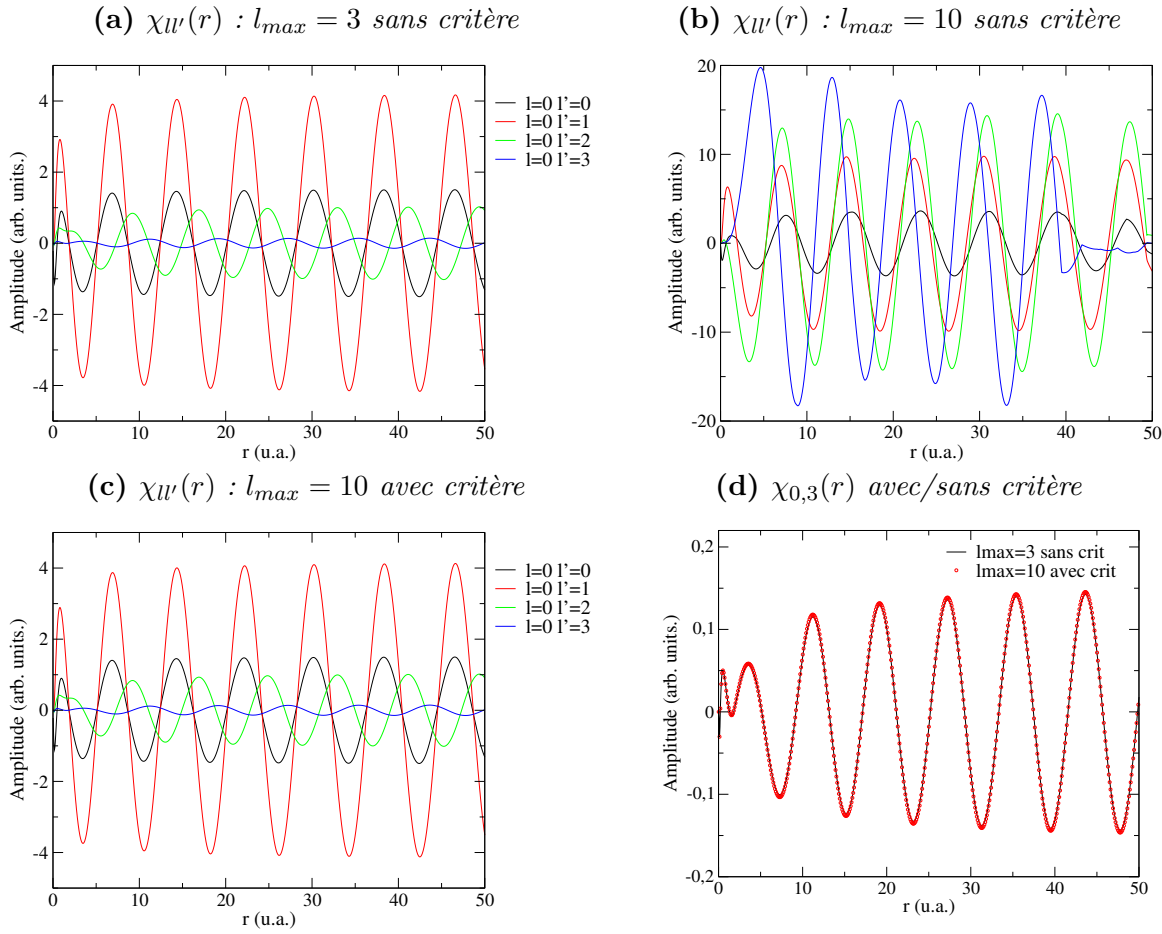 (a) χll′(r) : lmax = 3 sans critère
4
2
0
-2
-4
0
10
20
30
40
50
Amplitude (arb. units.)
r (u.a.)
l=0 l'=0
l=0 l'=1
l=0 l'=2
l=0 l'=3
(b) χll′(r) : lmax = 10 sans critère
20
10
0
-10
-20
0
10
20
30
40
50
Amplitude (arb. units.)
r (u.a.)
(c) χll′(r) : lmax = 10 avec critère
4
2
0
-2
-4
0
10
20
30
40
50
Amplitude (arb. units.)
r (u.a.)
l=0 l'=0
l=0 l'=1
l=0 l'=2
l=0 l'=3
(d) χ0,3(r) avec/sans critère
0,2
0,1
0
-0,1
-0,2
0
10
20
30
40
50
Amplitude (arb. units.)
r (u.a.)
lmax=3 sans crit
lmax=10 avec crit